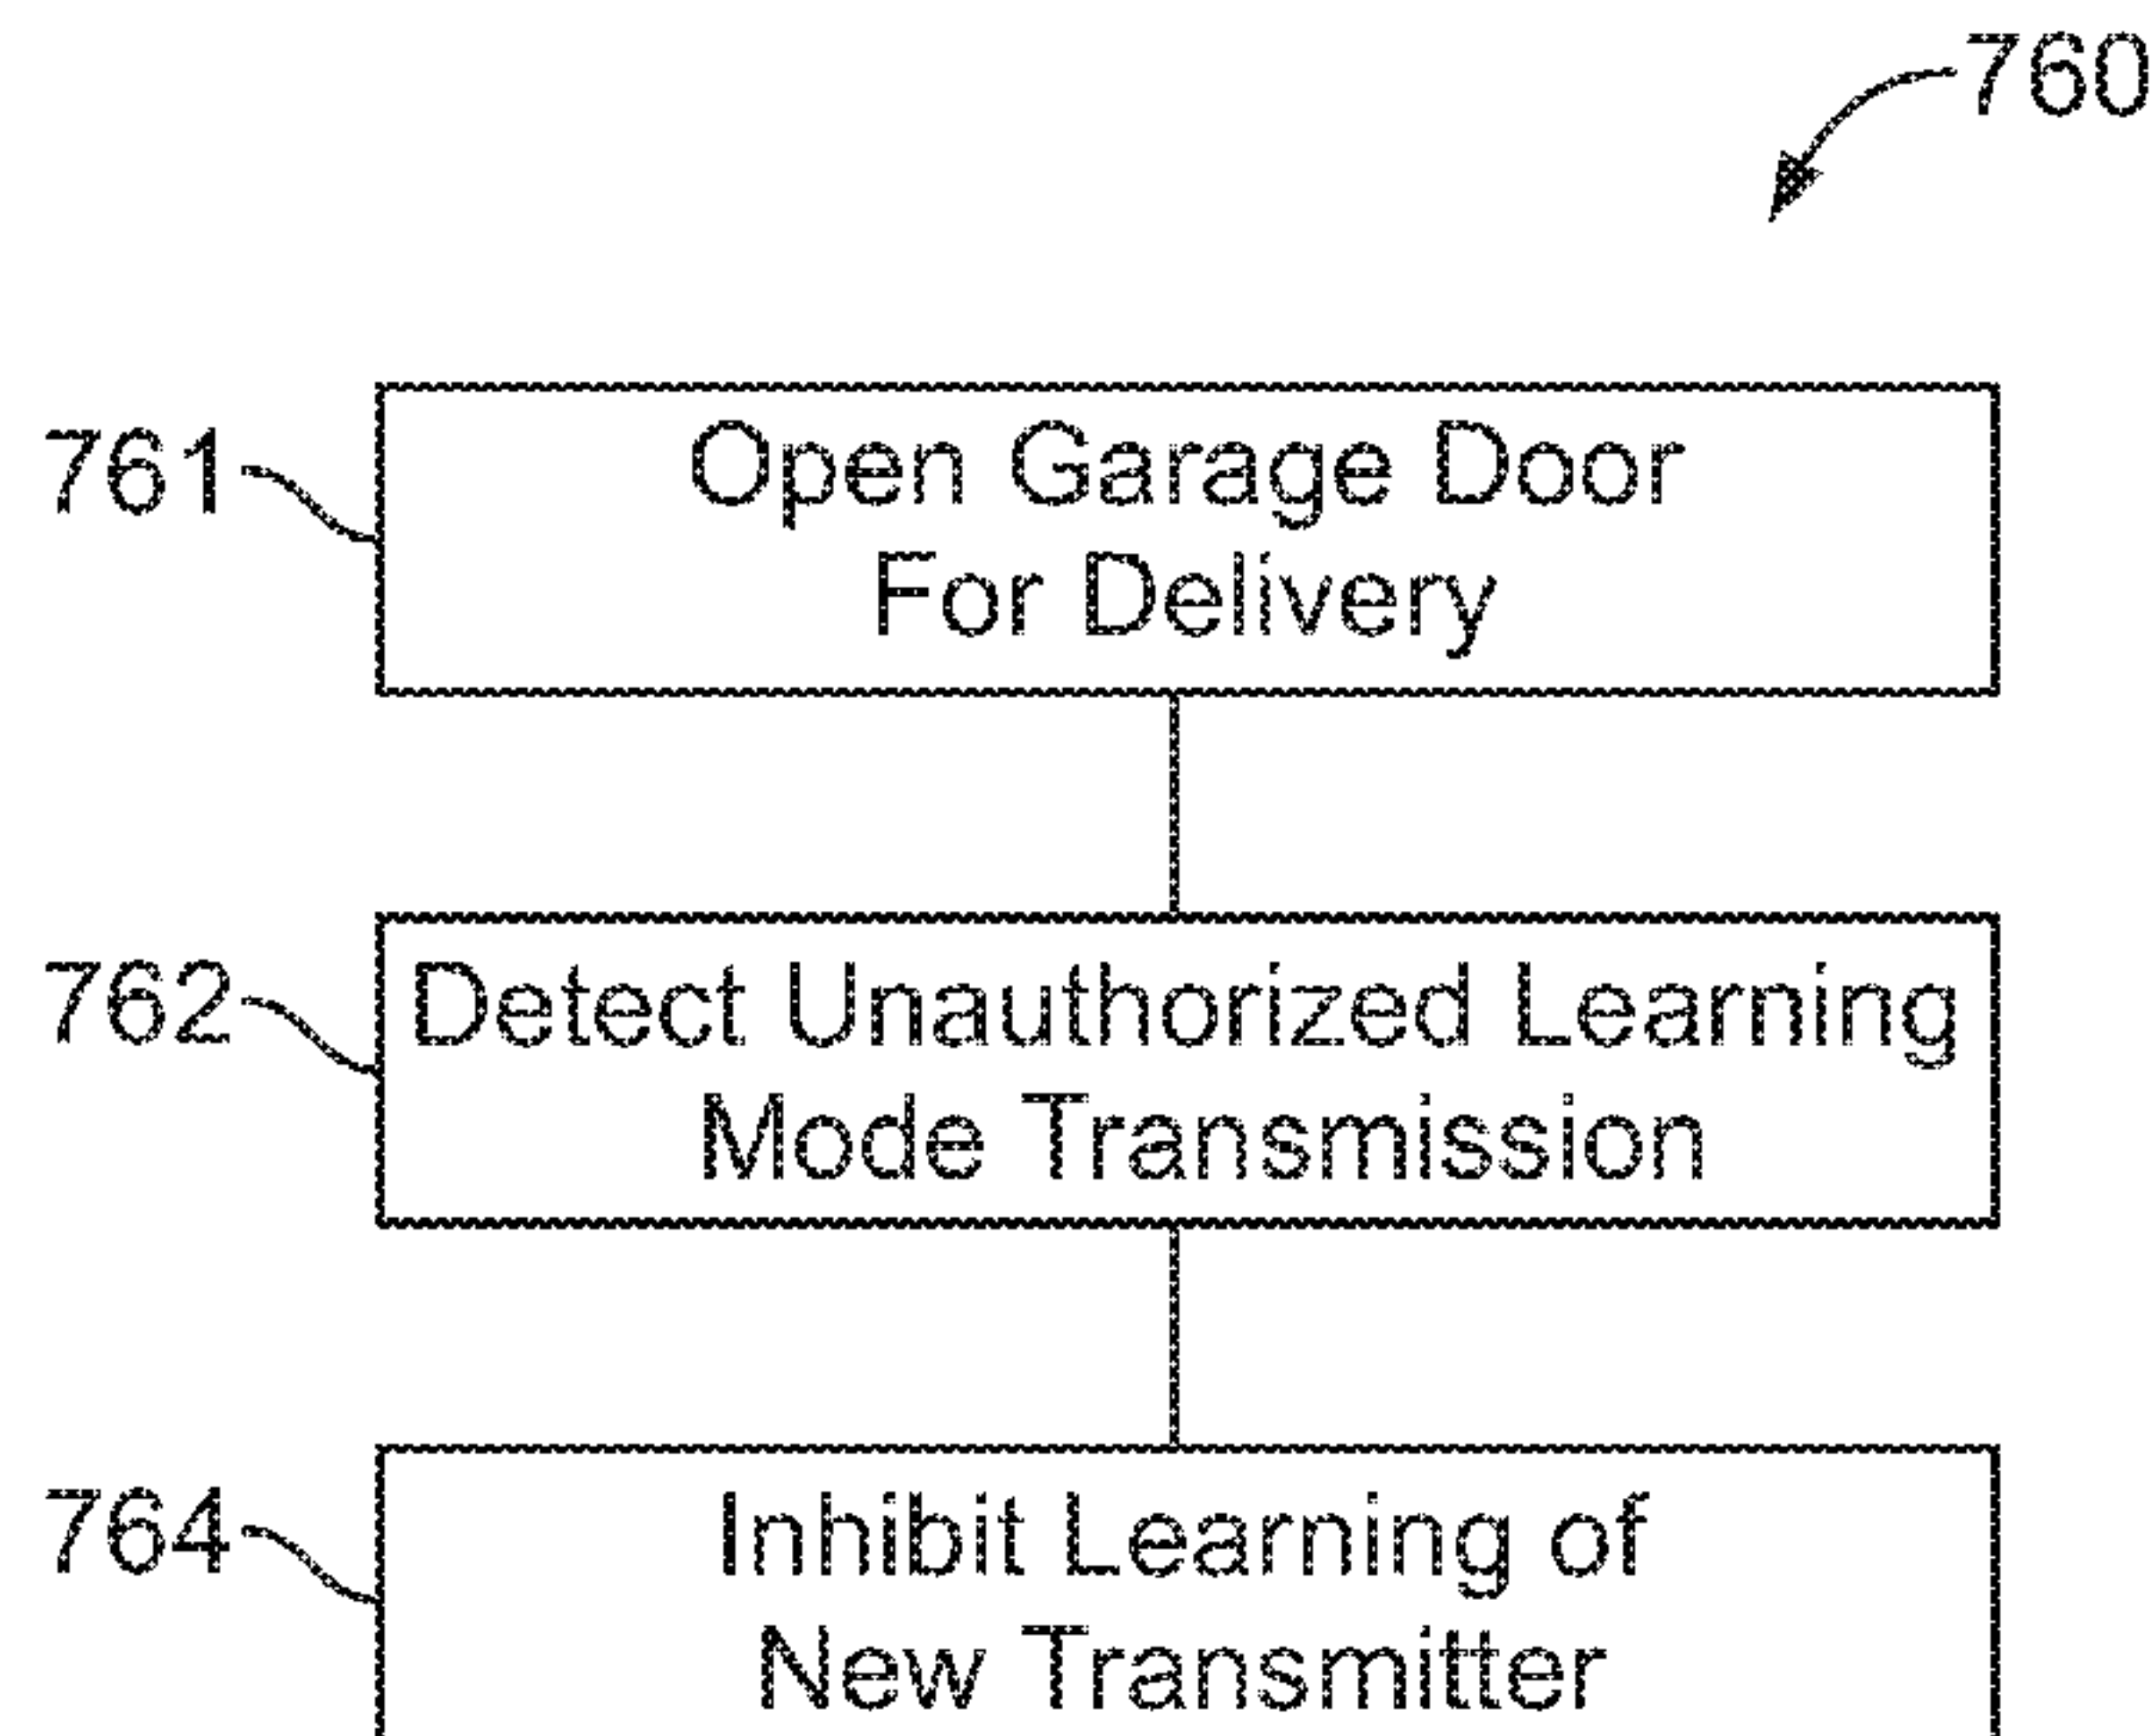 760
761
Open Garage Door
For Delivery
762
Detect Unauthorized Learning
Mode Transmission
764
Inhibit Learning of
New Transmitter